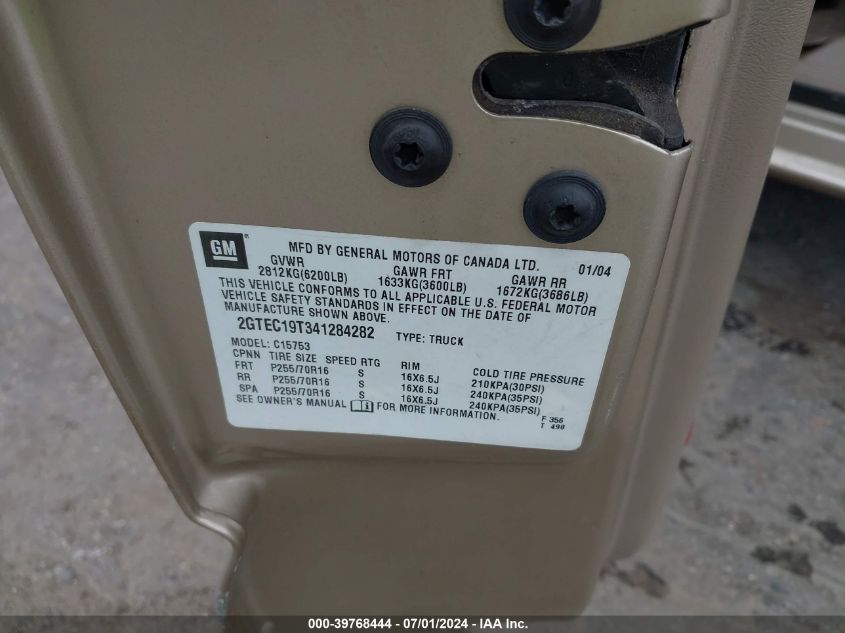 GM ®
MFD BY GENERAL MOTORS OF CANADA LTD. 01/04
GVWR GAWR FRT GAWR RR
2812KG(6200LB) 1633KG(3600LB) 1672KG(3686LB)
THIS VEHICLE CONFORMS TO ALL APPLICABLE U.S. FEDERAL MOTOR
VEHICLE SAFETY STANDARDS IN EFFECT ON THE DATE OF
MANUFACTURE SHOWN ABOVE.
2GTEC19T341284282 TYPE: TRUCK
MODEL: C15753
CPNN TIRE SIZE SPEED RTG RIM COLD TIRE PRESSURE
FRT P255/70R16 S 16X6.5J 210KPA(30PSI)
RR P255/70R16 S 16X6.5J 240KPA(35PSI)
SPA P255/70R16 S 16X6.5J 240KPA(35PSI)
SEE OWNER'S MANUAL i FOR MORE INFORMATION.
F 356
T 498
000-39768444 - 07/01/2024 - IAA Inc.